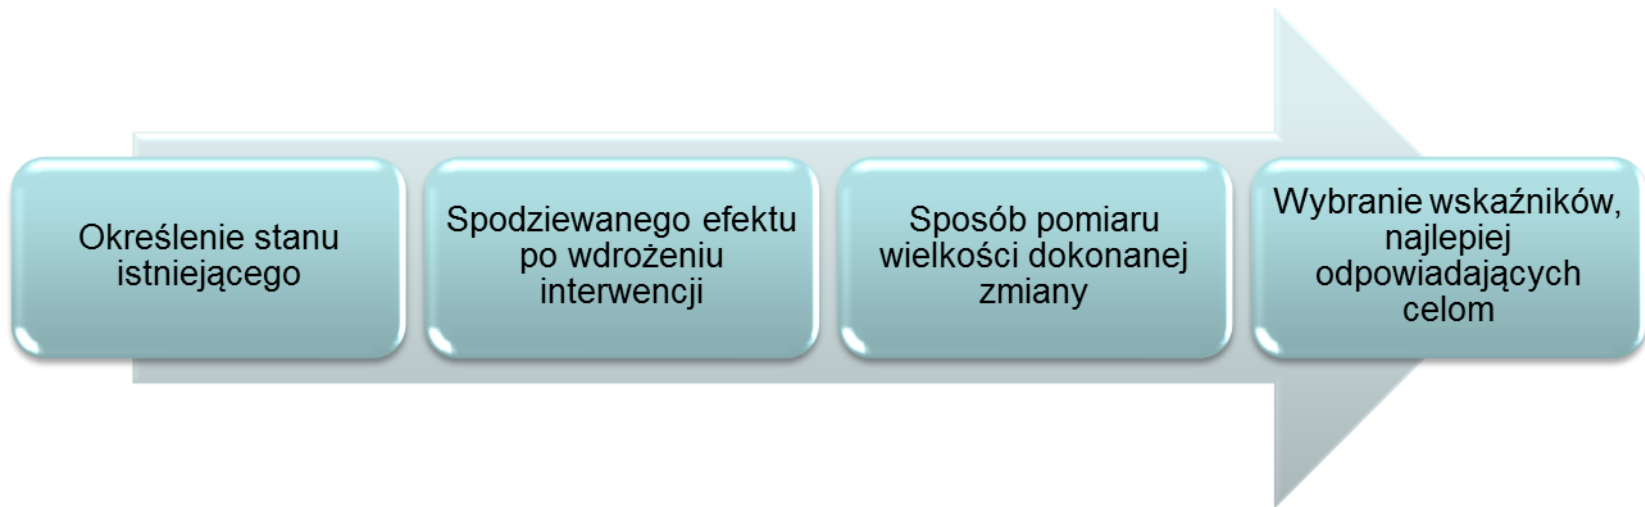 Określenie stanu
istniejącego
Spodziewanego efektu
po wdrożeniu
interwencji
Sposób pomiaru
wielkości dokonanej
zmiany
Wybranie wskaźników,
najlepiej
odpowiadających
celom